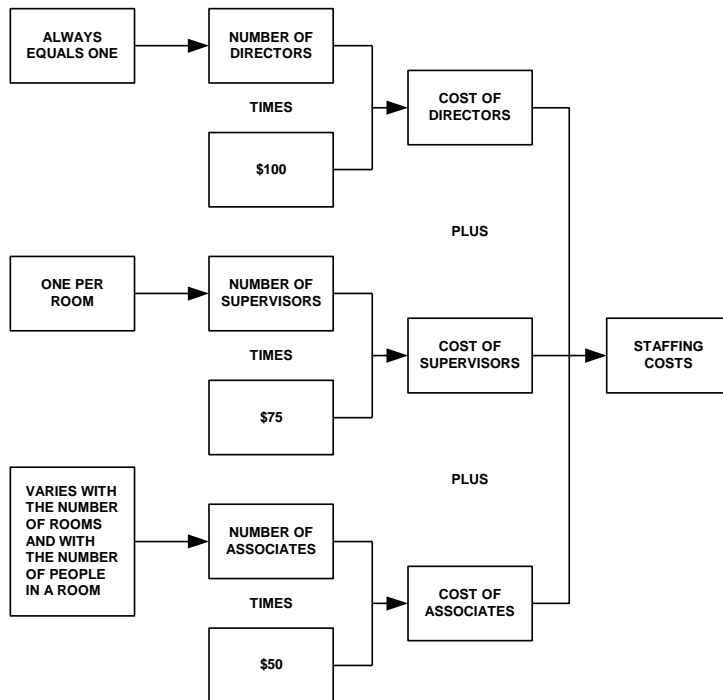 ALWAYS
EQUALS ONE
NUMBER OF
DIRECTORS
TIMES
$100
COST OF
DIRECTORS
PLUS
ONE PER
ROOM
NUMBER OF
SUPERVISORS
TIMES
$75
COST OF
SUPERVISORS
STAFFING
COSTS
PLUS
VARIES WITH
THE NUMBER
OF ROOMS
AND WITH
THE NUMBER
OF PEOPLE
IN A ROOM
NUMBER OF
ASSOCIATES
TIMES
$50
COST OF
ASSOCIATES